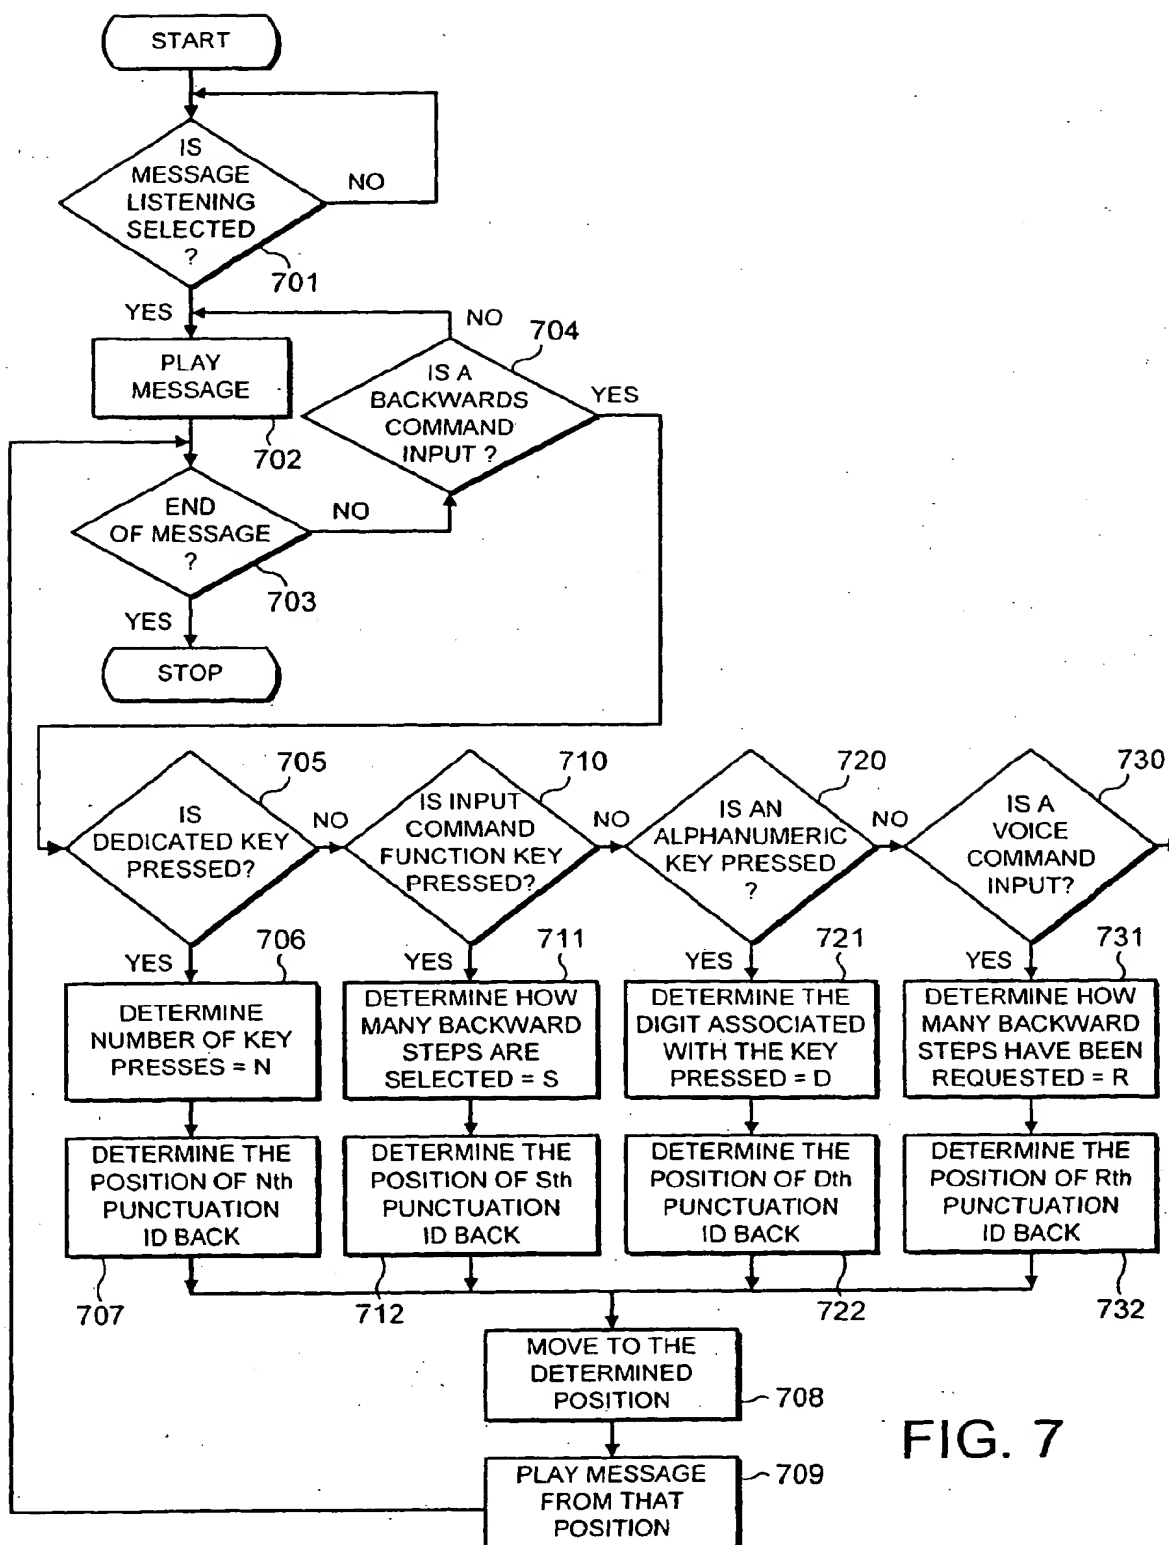 START
IS
MESSAGE
LISTENING
SELECTED
?
NO
701
YES
NO
704
PLAY
MESSAGE
702
IS A
BACKWARDS
COMMAND
INPUT ?
YES
END
OF MESSAGE
?
NO
703
YES
STOP
705
IS
DEDICATED KEY
PRESSED?
NO
710
IS INPUT
COMMAND
FUNCTION KEY
PRESSED?
NO
720
IS AN
ALPHANUMERIC
KEY PRESSED
?
NO
730
IS A
VOICE
COMMAND
INPUT?
YES
706
DETERMINE
NUMBER OF KEY
PRESSES = N
YES
711
DETERMINE HOW
MANY BACKWARD
STEPS ARE
SELECTED = S
YES
721
DETERMINE THE
DIGIT ASSOCIATED
WITH THE KEY
PRESSED = D
YES
731
DETERMINE HOW
MANY BACKWARD
STEPS HAVE BEEN
REQUESTED = R
DETERMINE THE
POSITION OF Nth
PUNCTUATION
ID BACK
707
DETERMINE THE
POSITION OF Sth
PUNCTUATION
ID BACK
712
DETERMINE THE
POSITION OF Dth
PUNCTUATION
ID BACK
722
DETERMINE THE
POSITION OF Rth
PUNCTUATION
ID BACK
732
MOVE TO THE
DETERMINED
POSITION
708
PLAY MESSAGE
FROM THAT
POSITION
709
FIG. 7